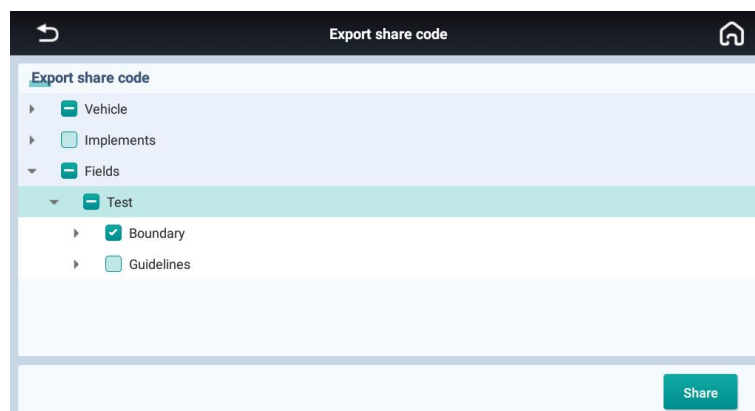 Export share code
Export share code
Vehicle
Implements
Fields
Test
Boundary
Guidelines
Share